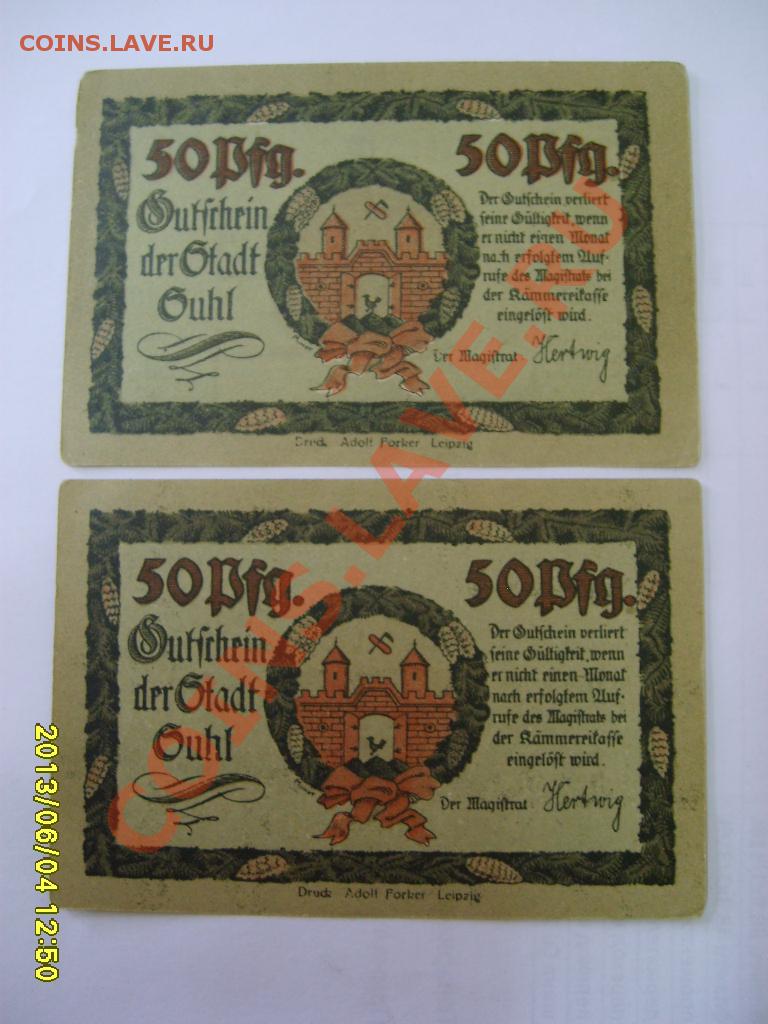 COINS.LAVE.RU
50 Pfg.
50 Pfg.
Gutschein
der Stadt
Suhl
Der Gutschein verliert
seine Gültigkeit, wenn
er nicht einen Monat
nach erfolgtem Auf-
rufe des Magistrats bei
der Kämmereikasse
eingelöst wird.
Der Magistrat Hertwig
Druck Adolf Forker Leipzig
50 Pfg.
50 Pfg.
Gutschein
der Stadt
Suhl
Der Gutschein verliert
seine Gültigkeit, wenn
er nicht einen Monat
nach erfolgtem Auf-
rufe des Magistrats bei
der Kämmereikasse
eingelöst wird.
Der Magistrat: Hertwig
Druck Adolf Forker Leipzig
COINS.LAVE.RU
2013/06/04 12:50